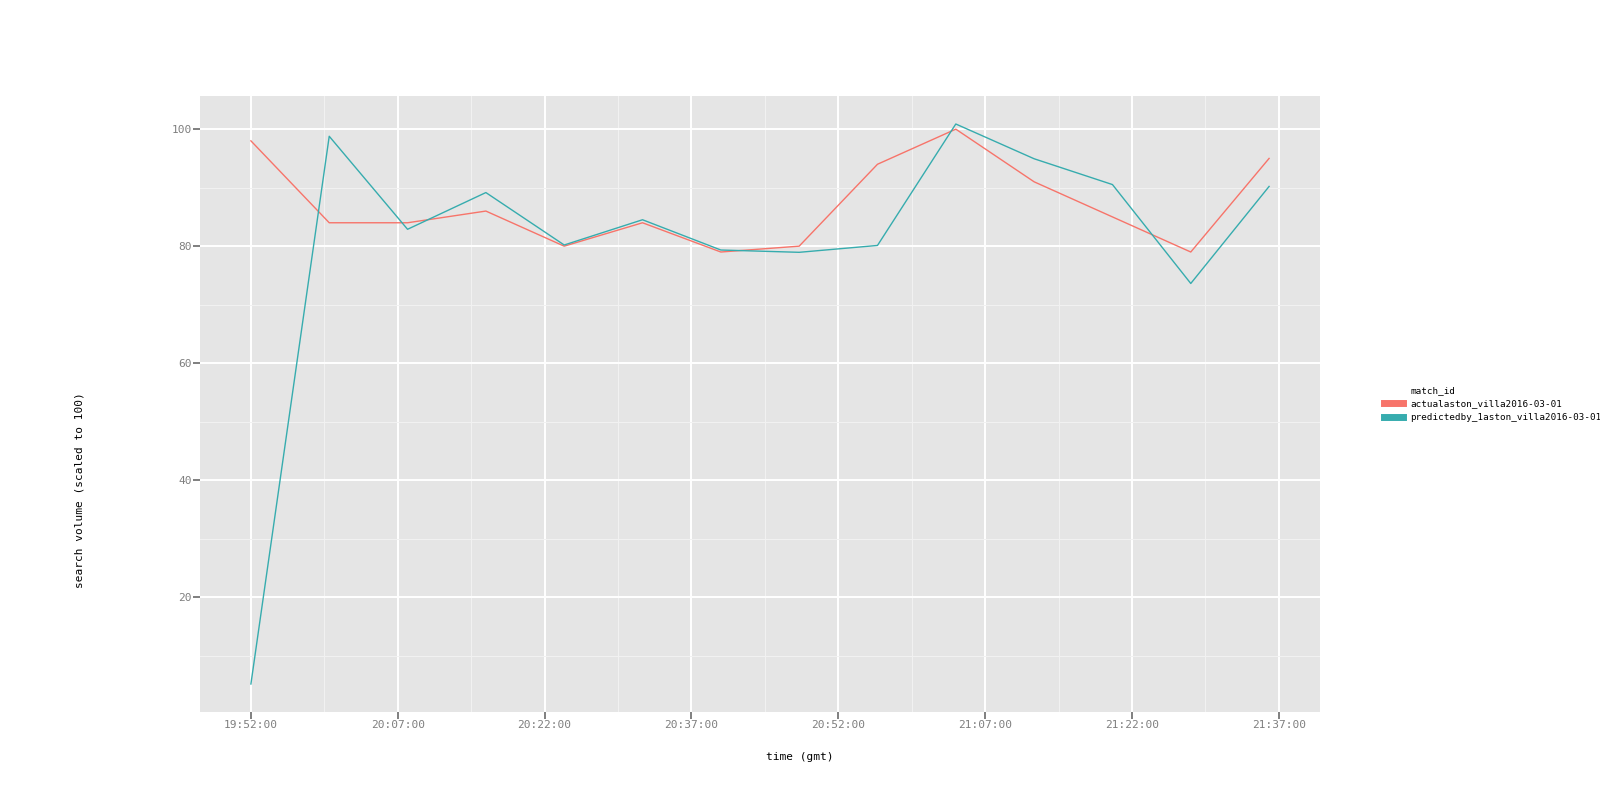 100
80
60
40
20
search volume (scaled to 100)
19:52:00 20:07:00 20:22:00 20:37:00 20:52:00 21:07:00 21:22:00 21:37:00
time (gmt)
match_id
actualaston_villa2016-03-01
predictedby_1aston_villa2016-03-01